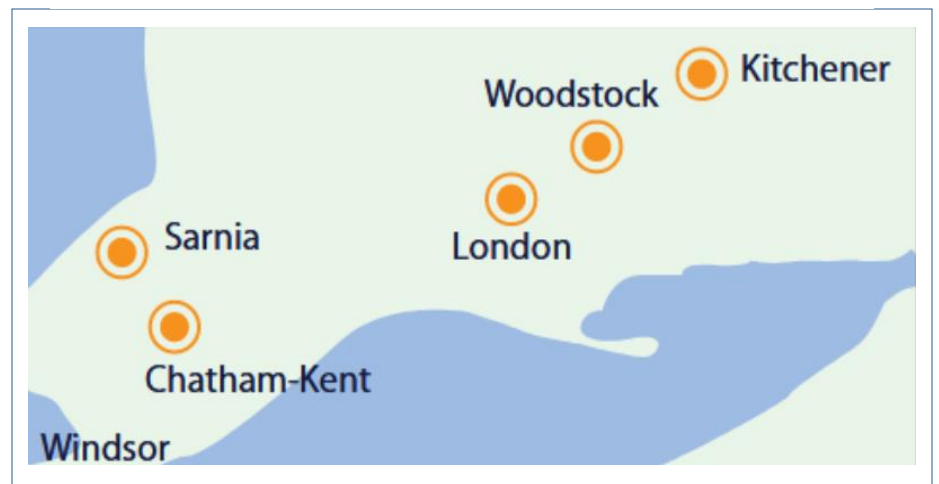 Kitchener
Woodstock
Sarnia
London
Chatham-Kent
Windsor